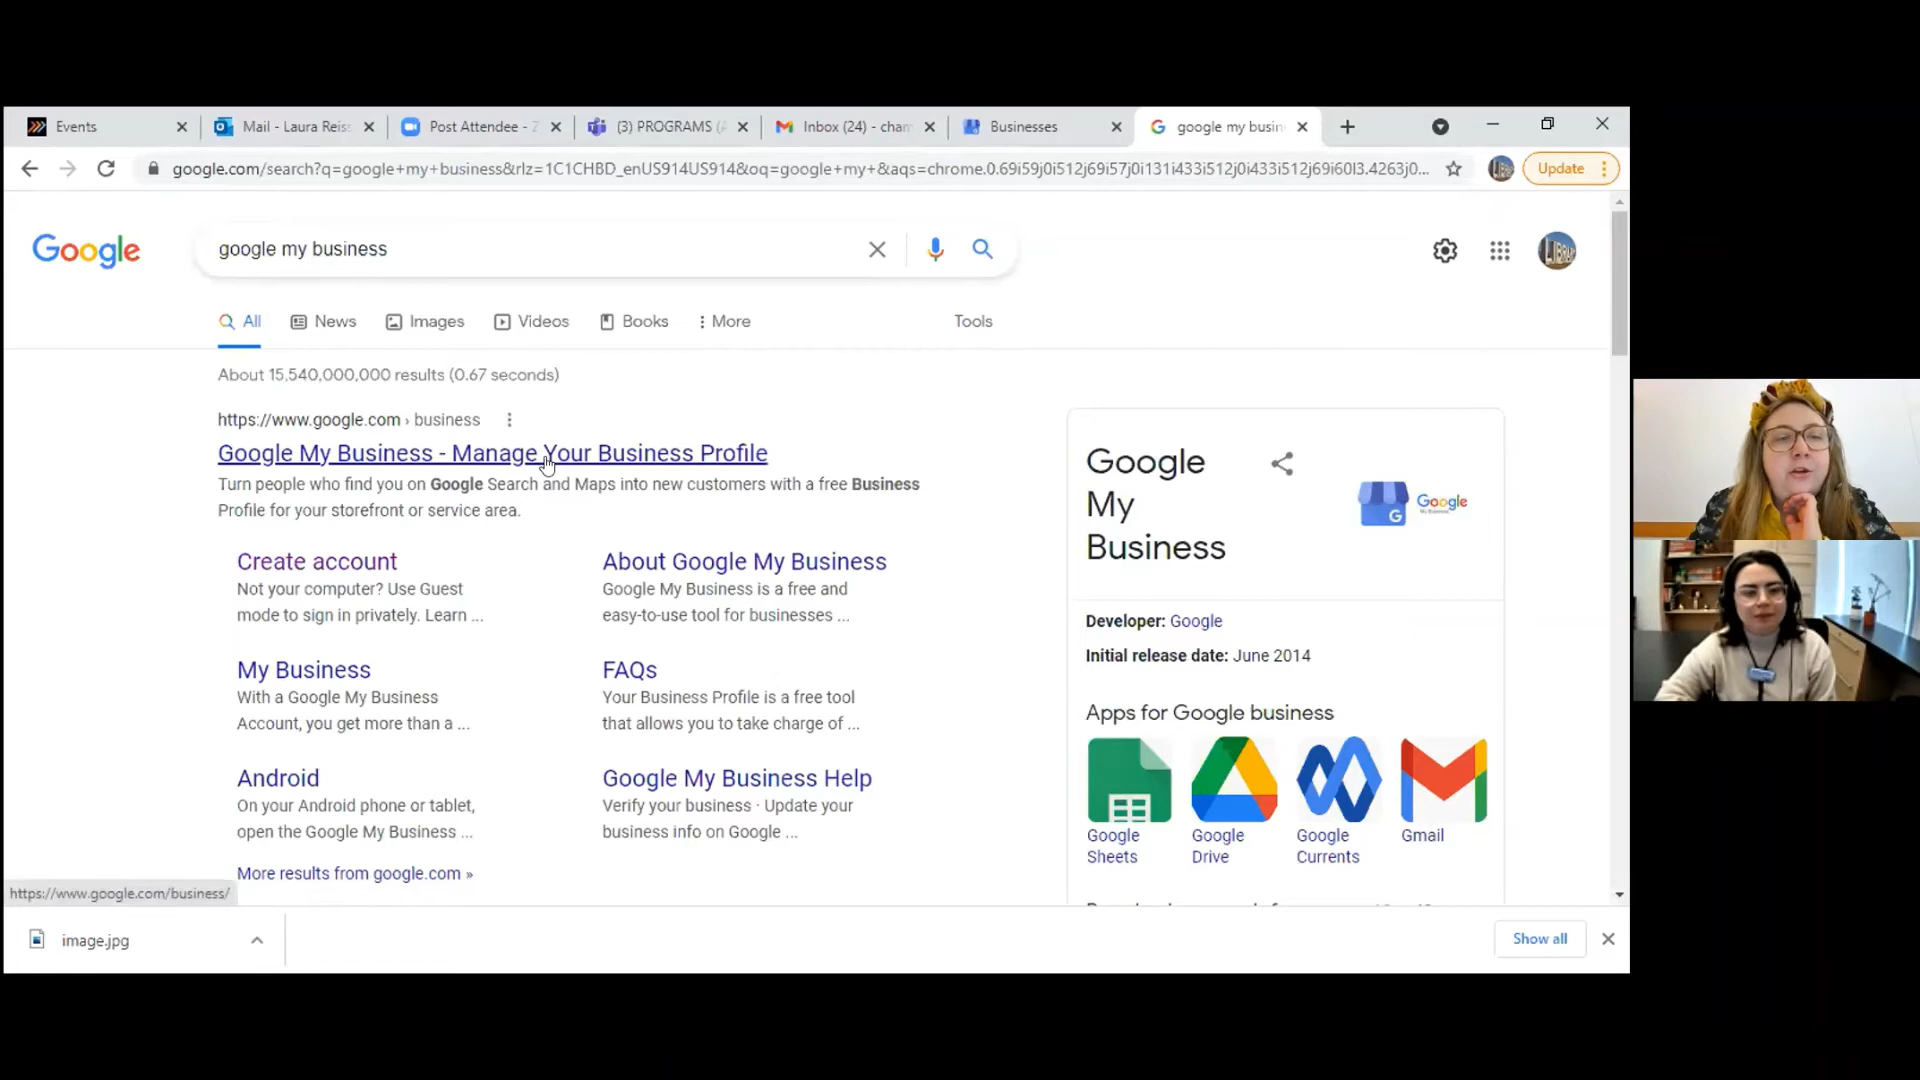 Events
Mail - Laura Reis
Post Attendee - Z
(3) PROGRAMS (A
Inbox (24) - cham
Businesses
google my busin
google.com/search?q=google+my+business&rlz=1C1CHBD_enUS914US914&oq=google+my+&aqs=chrome.0.69i59j0i512j69i57j0i131i433i512j0i433i512j69i60l3.4263j0...
Update
Google
google my business
All
News
Images
Videos
Books
More
Tools
About 15,540,000,000 results (0.67 seconds)
https://www.google.com › business
Google My Business - Manage Your Business Profile
Turn people who find you on Google Search and Maps into new customers with a free Business
Profile for your storefront or service area.
Create account
Not your computer? Use Guest
mode to sign in privately. Learn ...
About Google My Business
Google My Business is a free and
easy-to-use tool for businesses ...
My Business
With a Google My Business
Account, you get more than a ...
FAQs
Your Business Profile is a free tool
that allows you to take charge of ...
Android
On your Android phone or tablet,
open the Google My Business ...
Google My Business Help
Verify your business · Update your
business info on Google ...
More results from google.com »
Google
My
Business
G
Google
My Business
Developer: Google
Initial release date: June 2014
Apps for Google business
Google
Sheets
Google
Drive
Google
Currents
Gmail
https://www.google.com/business/
image.jpg
Show all